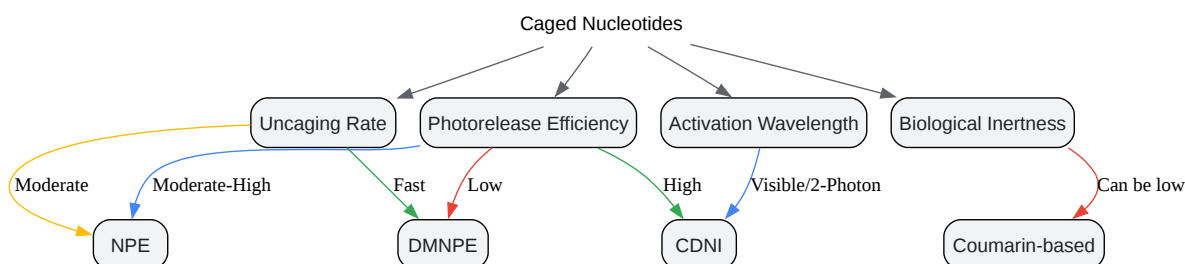 Caged Nucleotides
Uncaging Rate
Photorelease Efficiency
Activation Wavelength
Biological Inertness
Moderate
Moderate-High
Fast
Low
High
Visible/2-Photon
Can be low
NPE
DMNPE
CDNI
Coumarin-based